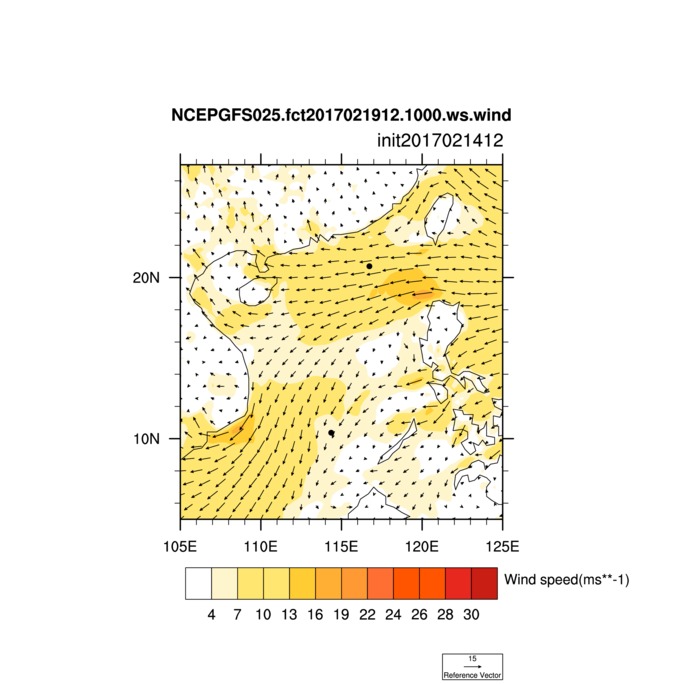 NCEPGFS025.fct2017021912.1000.ws.wind
init2017021412
20N
10N
105E 110E 115E 120E 125E
Wind speed(ms**-1)
4 7 10 13 16 19 22 24 26 28 30
15
Reference Vector